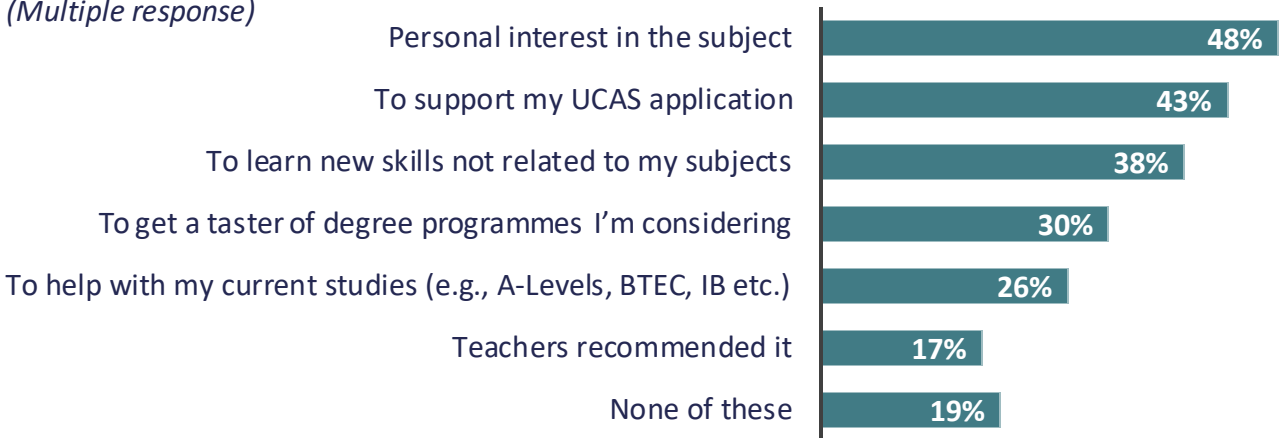 (Multiple response)
Personal interest in the subject 48%
To support my UCAS application 43%
To learn new skills not related to my subjects 38%
To get a taster of degree programmes I’m considering 30%
To help with my current studies (e.g., A-Levels, BTEC, IB etc.) 26%
Teachers recommended it 17%
None of these 19%